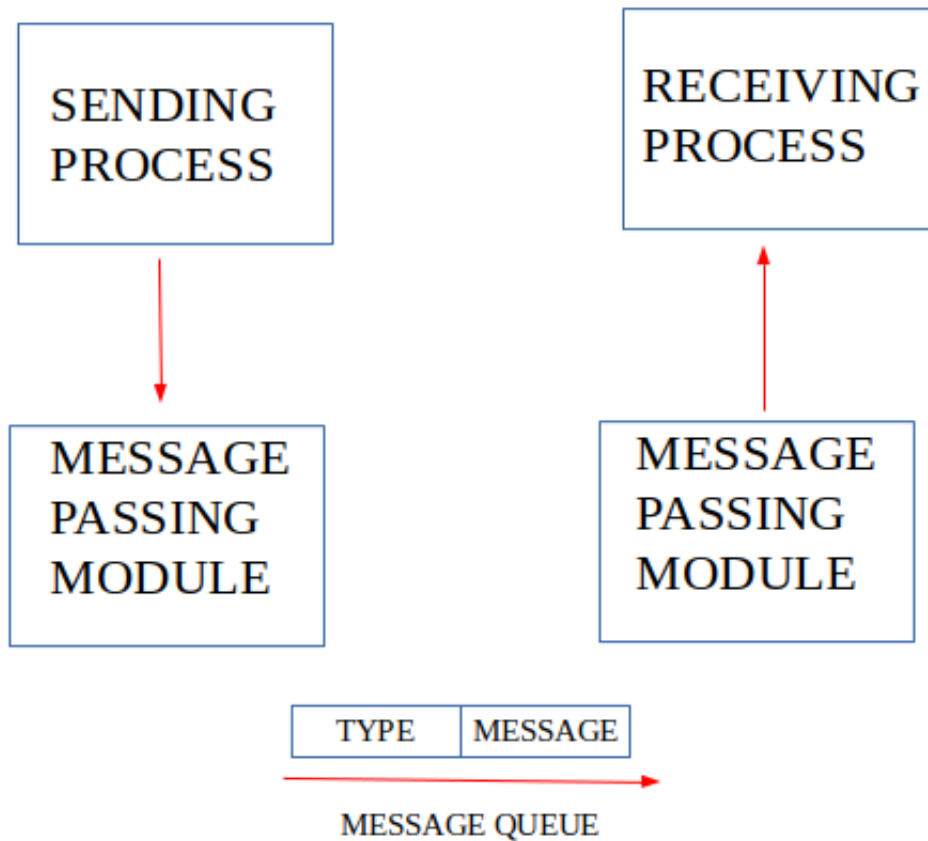 SENDING
PROCESS
RECEIVING
PROCESS
MESSAGE
PASSING
MODULE
MESSAGE
PASSING
MODULE
TYPE
MESSAGE
MESSAGE QUEUE